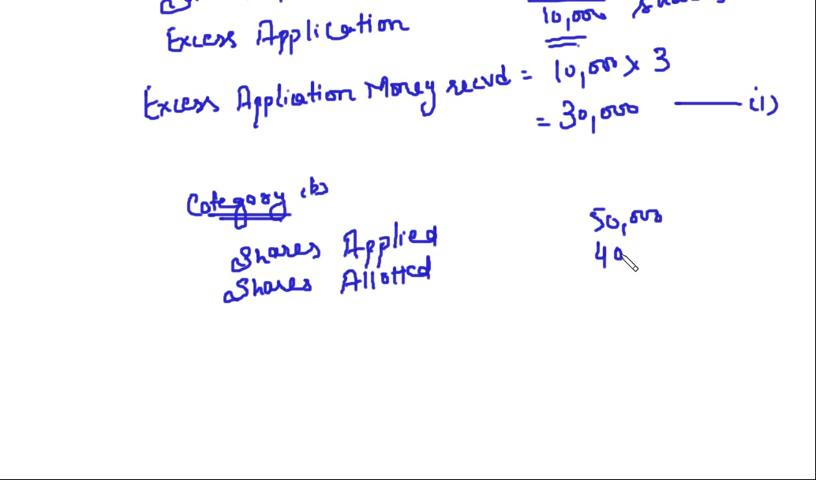 10,000
Excess Application
Excess Application Money recvd = 10,000 x 3
= 30,000 —— (i)
Category (b)
Shares Applied 50,000
Shares Allotted 40